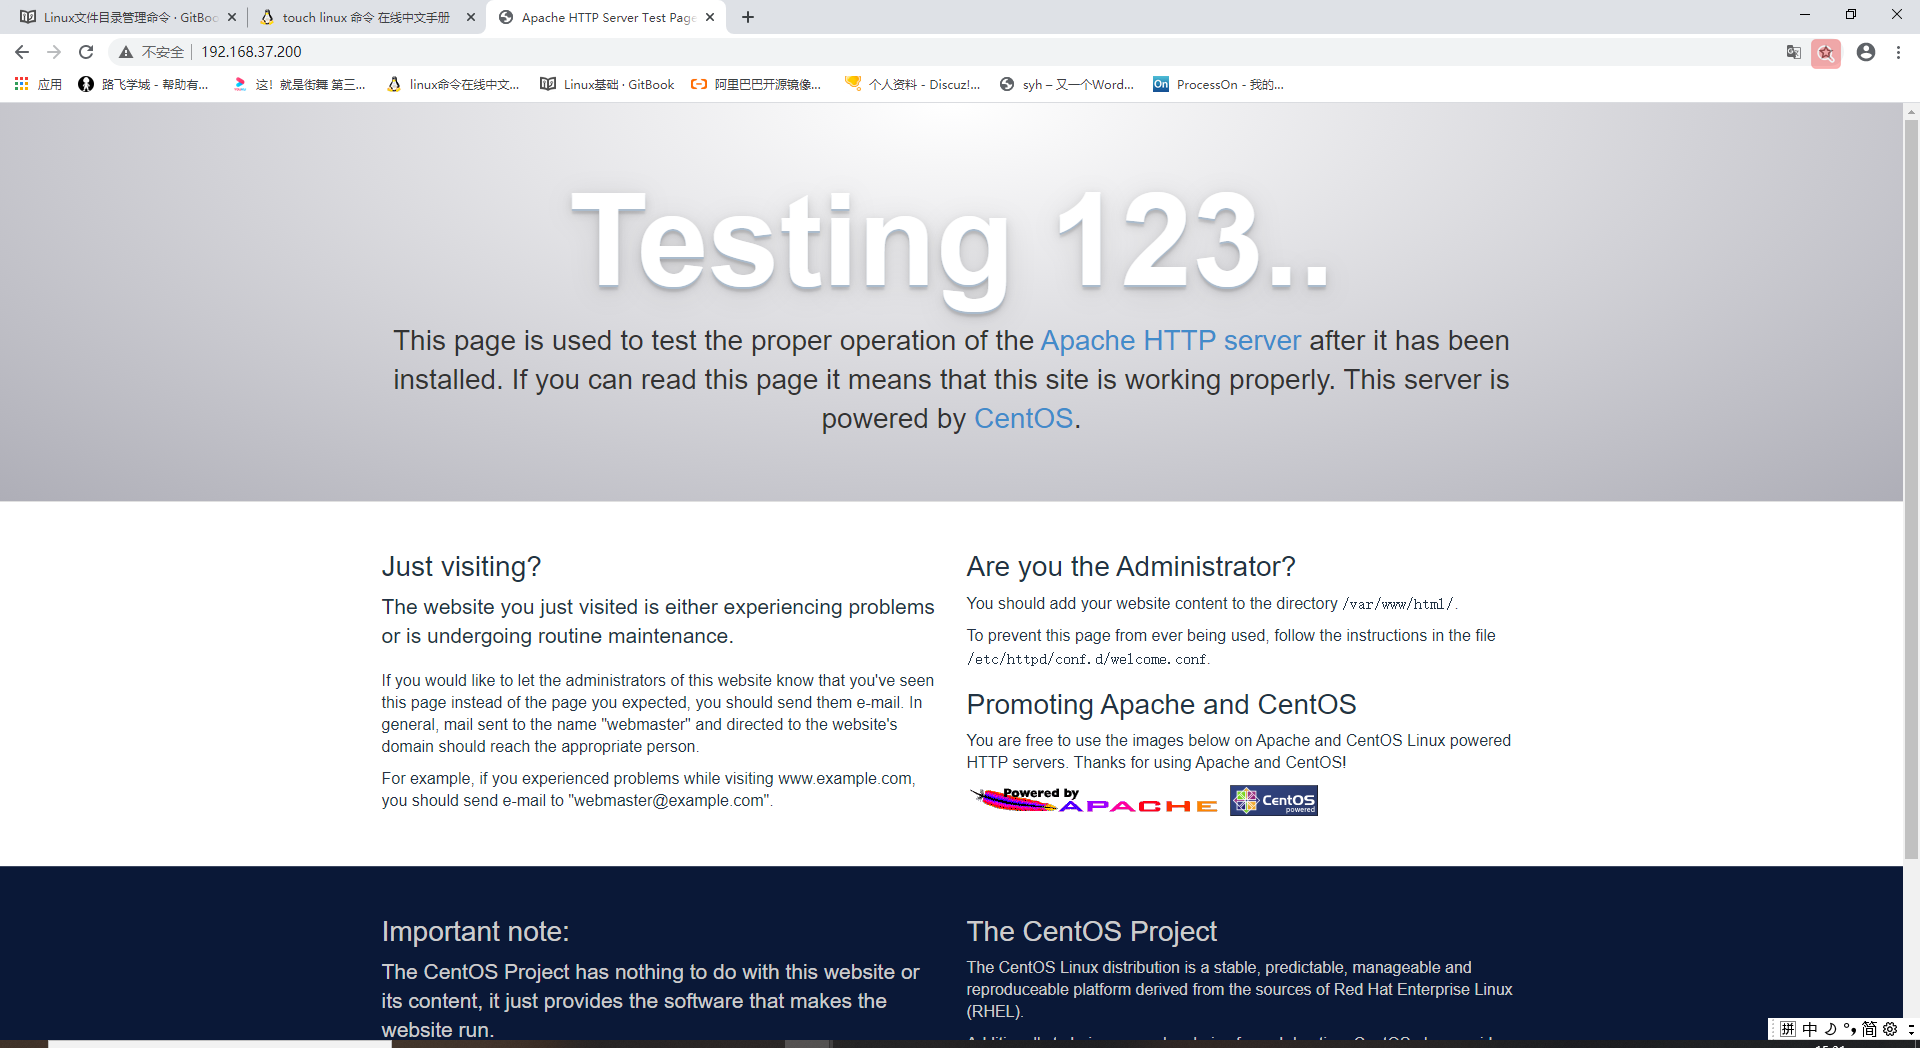 Linux文件目录管理命令 · GitBoo
touch linux 命令 在线中文手册
Apache HTTP Server Test Page
不安全
192.168.37.200
应用
路飞学城 - 帮助有...
这！就是街舞 第三...
linux命令在线中文...
Linux基础 · GitBook
阿里巴巴开源镜像...
个人资料 - Discuz!...
syh – 又一个Word...
On
ProcessOn - 我的...
Testing 123..
This page is used to test the proper operation of the Apache HTTP server after it has been
installed. If you can read this page it means that this site is working properly. This server is
powered by CentOS.
Just visiting?
The website you just visited is either experiencing problems
or is undergoing routine maintenance.
If you would like to let the administrators of this website know that you've seen
this page instead of the page you expected, you should send them e-mail. In
general, mail sent to the name "webmaster" and directed to the website's
domain should reach the appropriate person.
For example, if you experienced problems while visiting www.example.com,
you should send e-mail to "webmaster@example.com".
Are you the Administrator?
You should add your website content to the directory /var/www/html/.
To prevent this page from ever being used, follow the instructions in the file
/etc/httpd/conf.d/welcome.conf.
Promoting Apache and CentOS
You are free to use the images below on Apache and CentOS Linux powered
HTTP servers. Thanks for using Apache and CentOS!
Powered by
APACHE
CentOS
powered
Important note:
The CentOS Project has nothing to do with this website or
its content, it just provides the software that makes the
website run.
The CentOS Project
The CentOS Linux distribution is a stable, predictable, manageable and
reproduceable platform derived from the sources of Red Hat Enterprise Linux
(RHEL).
拼 中 简